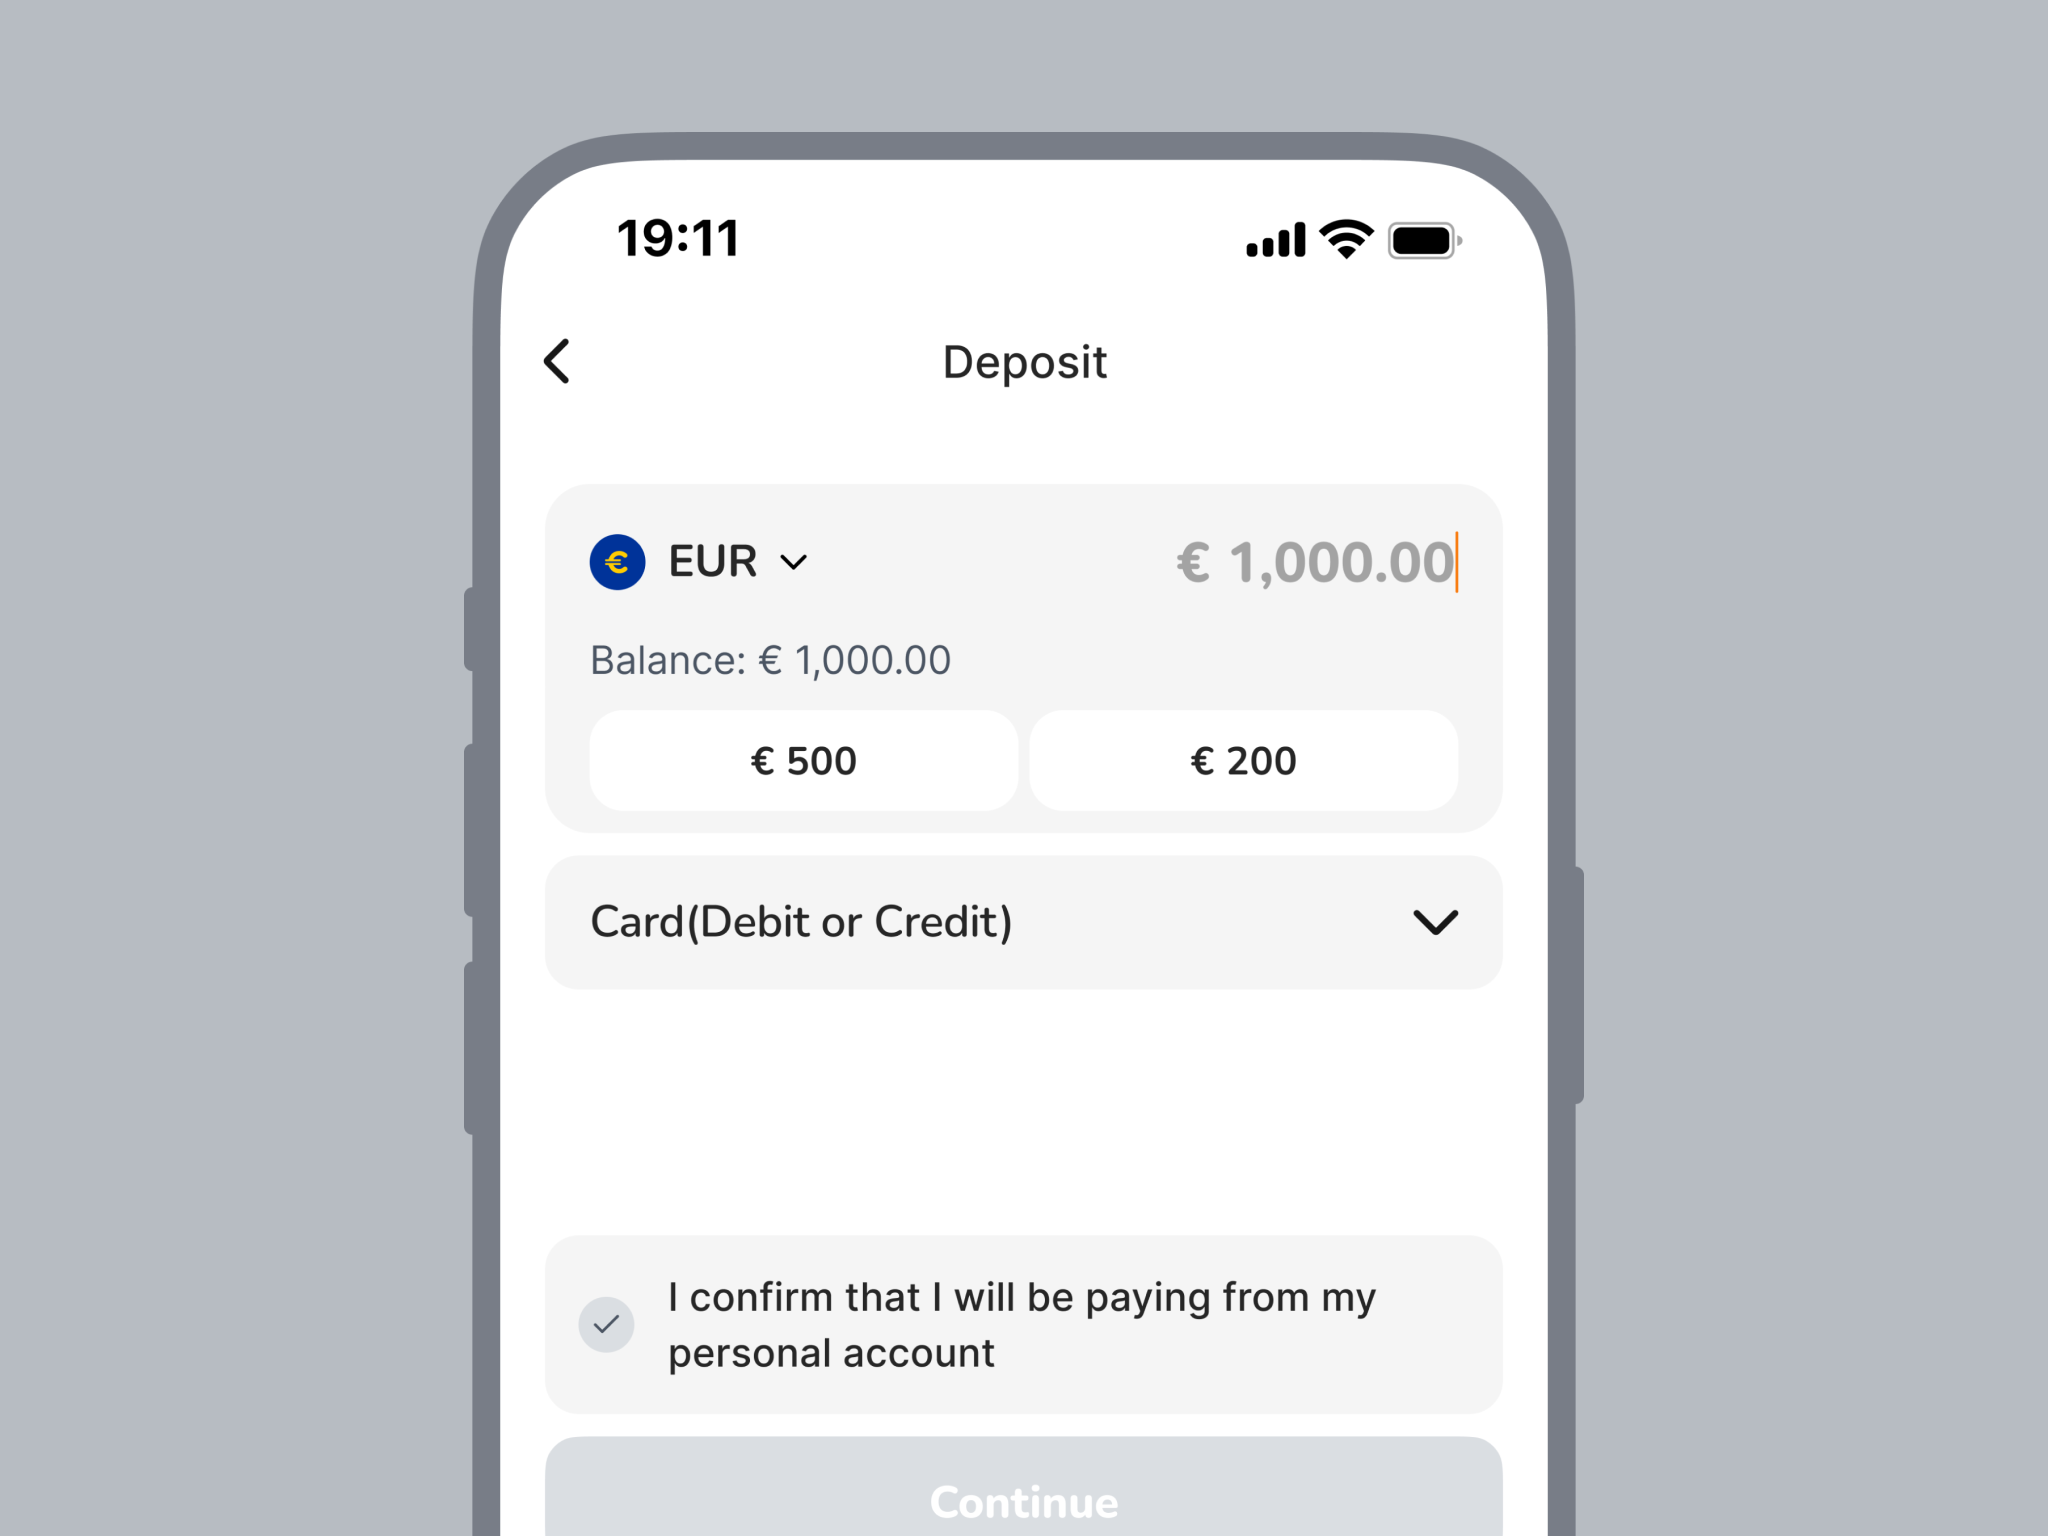 19:11
Deposit
€
EUR
€ 1,000.00
Balance: € 1,000.00
€ 500
€ 200
Card(Debit or Credit)
I confirm that I will be paying from my
personal account
Continue